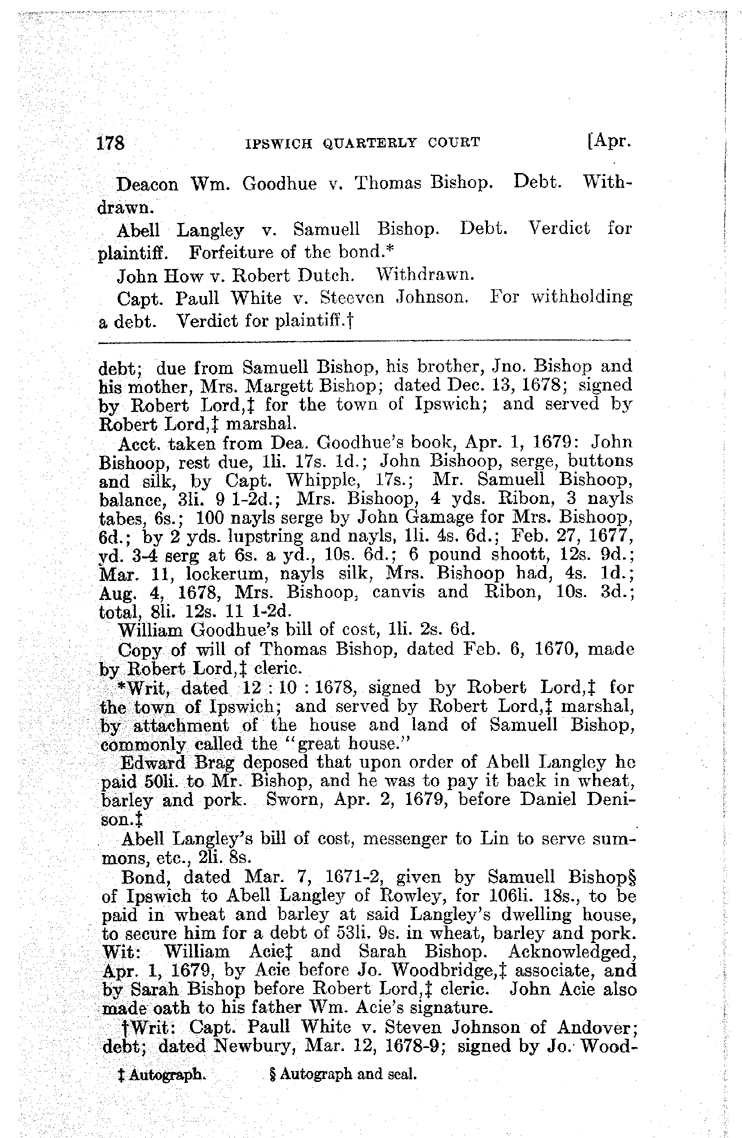 178 IPSWICH QUARTERLY COURT [Apr.
Deacon Wm. Goodhue v. Thomas Bishop. Debt. With-
drawn.
Abell Langley v. Samuell Bishop. Debt. Verdict for
plaintiff. Forfeiture of the bond.*
John How v. Robert Dutch. Withdrawn.
Capt. Paull White v. Steeven Johnson. For withholding
a debt. Verdict for plaintiff.†
debt; due from Samuell Bishop, his brother, Jno. Bishop and
his mother, Mrs. Margett Bishop; dated Dec. 13, 1678; signed
by Robert Lord,‡ for the town of Ipswich; and served by
Robert Lord,‡ marshal.
Acct. taken from Dea. Goodhue's book, Apr. 1, 1679: John
Bishoop, rest due, 1li. 17s. 1d.; John Bishoop, serge, buttons
and silk, by Capt. Whipple, 17s.; Mr. Samuell Bishoop,
balance, 3li. 9 1-2d.; Mrs. Bishoop, 4 yds. Ribon, 3 nayls
tabes, 6s.; 100 nayls serge by John Gamage for Mrs. Bishoop,
6d.; by 2 yds. lupstring and nayls, 1li. 4s. 6d.; Feb. 27, 1677,
yd. 3-4 serg at 6s. a yd., 10s. 6d.; 6 pound shoott, 12s. 9d.;
Mar. 11, lockerum, nayls silk, Mrs. Bishoop had, 4s. 1d.;
Aug. 4, 1678, Mrs. Bishoop, canvis and Ribon, 10s. 3d.;
total, 8li. 12s. 11 1-2d.
William Goodhue's bill of cost, 1li. 2s. 6d.
Copy of will of Thomas Bishop, dated Feb. 6, 1670, made
by Robert Lord,‡ cleric.
*Writ, dated 12 : 10 : 1678, signed by Robert Lord,‡ for
the town of Ipswich; and served by Robert Lord,‡ marshal,
by attachment of the house and land of Samuell Bishop,
commonly called the "great house."
Edward Brag deposed that upon order of Abell Langley he
paid 50li. to Mr. Bishop, and he was to pay it back in wheat,
barley and pork. Sworn, Apr. 2, 1679, before Daniel Deni-
son.‡
Abell Langley's bill of cost, messenger to Lin to serve sum-
mons, etc., 2li. 8s.
Bond, dated Mar. 7, 1671-2, given by Samuell Bishop§
of Ipswich to Abell Langley of Rowley, for 106li. 18s., to be
paid in wheat and barley at said Langley's dwelling house,
to secure him for a debt of 53li. 9s. in wheat, barley and pork.
Wit: William Acie‡ and Sarah Bishop. Acknowledged,
Apr. 1, 1679, by Acie before Jo. Woodbridge,‡ associate, and
by Sarah Bishop before Robert Lord,‡ cleric. John Acie also
made oath to his father Wm. Acie's signature.
†Writ: Capt. Paull White v. Steven Johnson of Andover;
debt; dated Newbury, Mar. 12, 1678-9; signed by Jo. Wood-
‡ Autograph. § Autograph and seal.